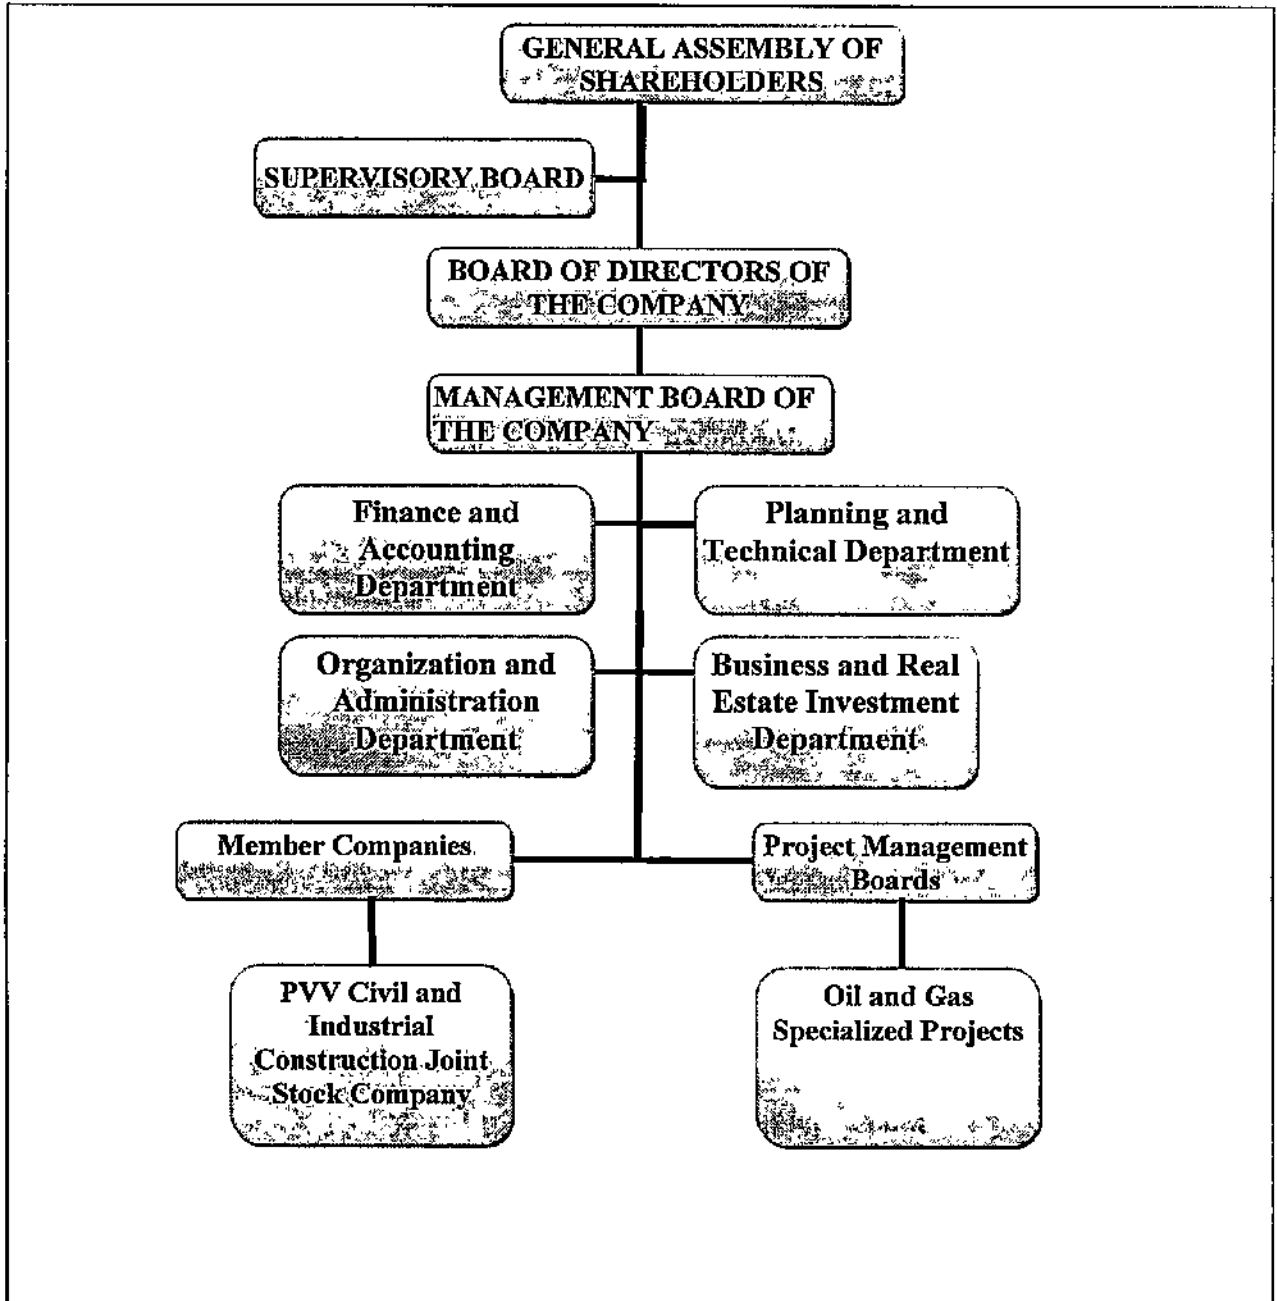 GENERAL ASSEMBLY OF
SHAREHOLDERS
SUPERVISORY BOARD
BOARD OF DIRECTORS OF
THE COMPANY
MANAGEMENT BOARD OF
THE COMPANY
Finance and
Accounting
Department
Planning and
Technical Department
Organization and
Administration
Department
Business and Real
Estate Investment
Department
Member Companies
Project Management
Boards
PVV Civil and
Industrial
Construction Joint
Stock Company
Oil and Gas
Specialized Projects